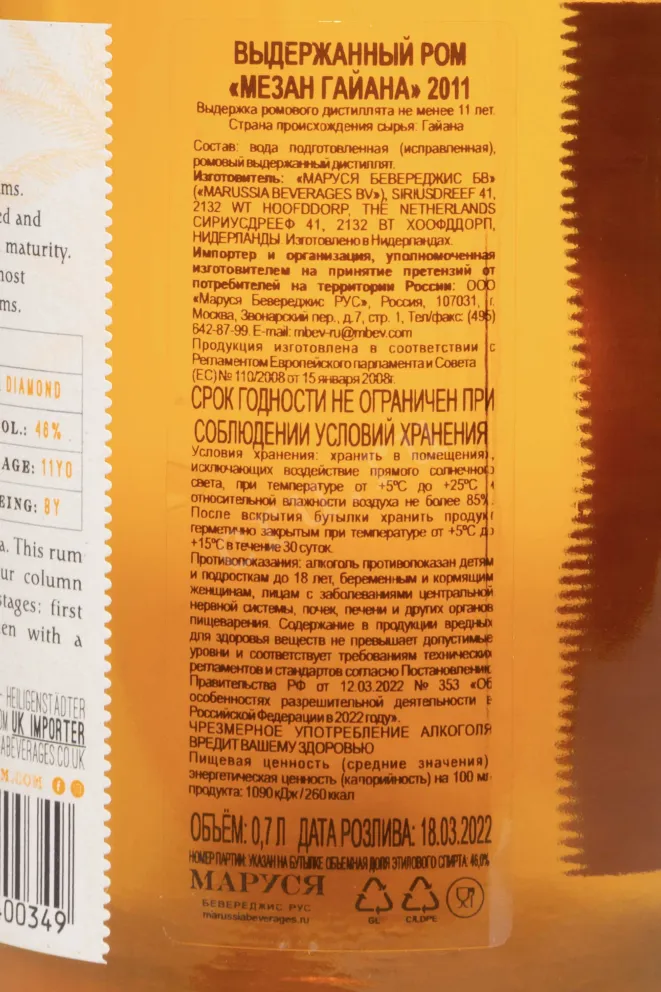 ВЫДЕРЖАННЫЙ РОМ
«МЕЗАН ГАЙАНА» 2011
Выдержка ромового дистиллята не менее 11 лет.
Страна происхождения сырья: Гайана
Состав: вода подготовленная (исправленная),
ромовый выдержанный дистиллят.
Изготовитель: «МАРУСЯ БЕВЕРЕДЖИС БВ»
(«MARUSSIA BEVERAGES BV»), SIRIUSDREEF 41,
2132 WT HOOFDDORP, THE NETHERLANDS
СИРИУСДРЕЕФ 41, 2132 ВТ ХООФДДОРП,
НИДЕРЛАНДЫ Изготовлено в Нидерландах.
Импортер и организация, уполномоченная
изготовителем на принятие претензий от
потребителей на территории России: ООО
«Маруся Бевереджис РУС», Россия, 107031, г.
Москва, Звонарский пер., д.7, стр. 1, Тел/факс: (495)
642-87-99. E-mail: mbev-ru@mbev.com
Продукция изготовлена в соответствии с
Регламентом Европейского парламента и Совета
(ЕС) № 110/2008 от 15 января 2008г.
СРОК ГОДНОСТИ НЕ ОГРАНИЧЕН ПРИ
СОБЛЮДЕНИИ УСЛОВИЙ ХРАНЕНИЯ
Условия хранения: хранить в помещениях,
исключающих воздействие прямого солнечного
света, при температуре от +5°C до +25°C и
относительной влажности воздуха не более 85%.
После вскрытия бутылки хранить продукт
герметично закрытым при температуре от +5°C до
+15°C в течение 30 суток.
Противопоказания: алкоголь противопоказан детям
и подросткам до 18 лет, беременным и кормящим
женщинам, лицам с заболеваниями центральной
нервной системы, почек, печени и других органов
пищеварения. Содержание в продукции вредных
для здоровья веществ не превышает допустимые
уровни и соответствует требованиям технических
регламентов и стандартов согласно Постановлению
Правительства РФ от 12.03.2022 № 353 «Об
особенностях разрешительной деятельности в
Российской Федерации в 2022 году».
ЧРЕЗМЕРНОЕ УПОТРЕБЛЕНИЕ АЛКОГОЛЯ
ВРЕДИТ ВАШЕМУ ЗДОРОВЬЮ
Пищевая ценность (средние значения)
энергетическая ценность (калорийность) на 100 мл
продукта: 1090 кДж / 260 ккал
ОБЪЁМ: 0,7 Л ДАТА РОЗЛИВА: 18.03.2022
НОМЕР ПАРТИИ: УКАЗАН НА БУТЫЛКЕ ОБЪЕМНАЯ ДОЛЯ ЭТИЛОВОГО СПИРТА: 46,0%
МАРУСЯ
БЕВЕРЕДЖИС РУС
marussiabeverages.ru
GL
C/LDPE
maturity.
DIAMOND
46%
AGE: 11YO
8Y
a. This rum
column
stages: first
with a
HEILIGENSTÄDTER
UK IMPORTER
00349